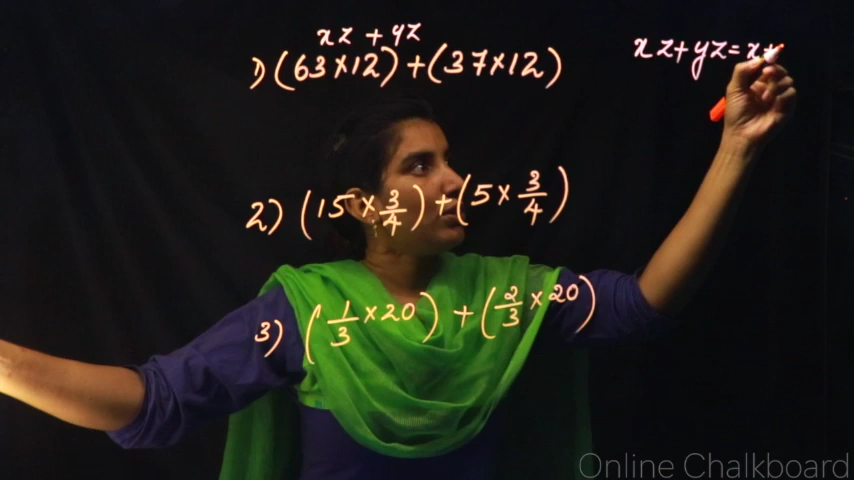 xz + yz
1) (63×12) + (37×12)
xz+yz=x+
2) (15 × 3/4) + (5 × 3/4)
3) (1/3 × 20) + (2/3 × 20)
Online Chalkboard